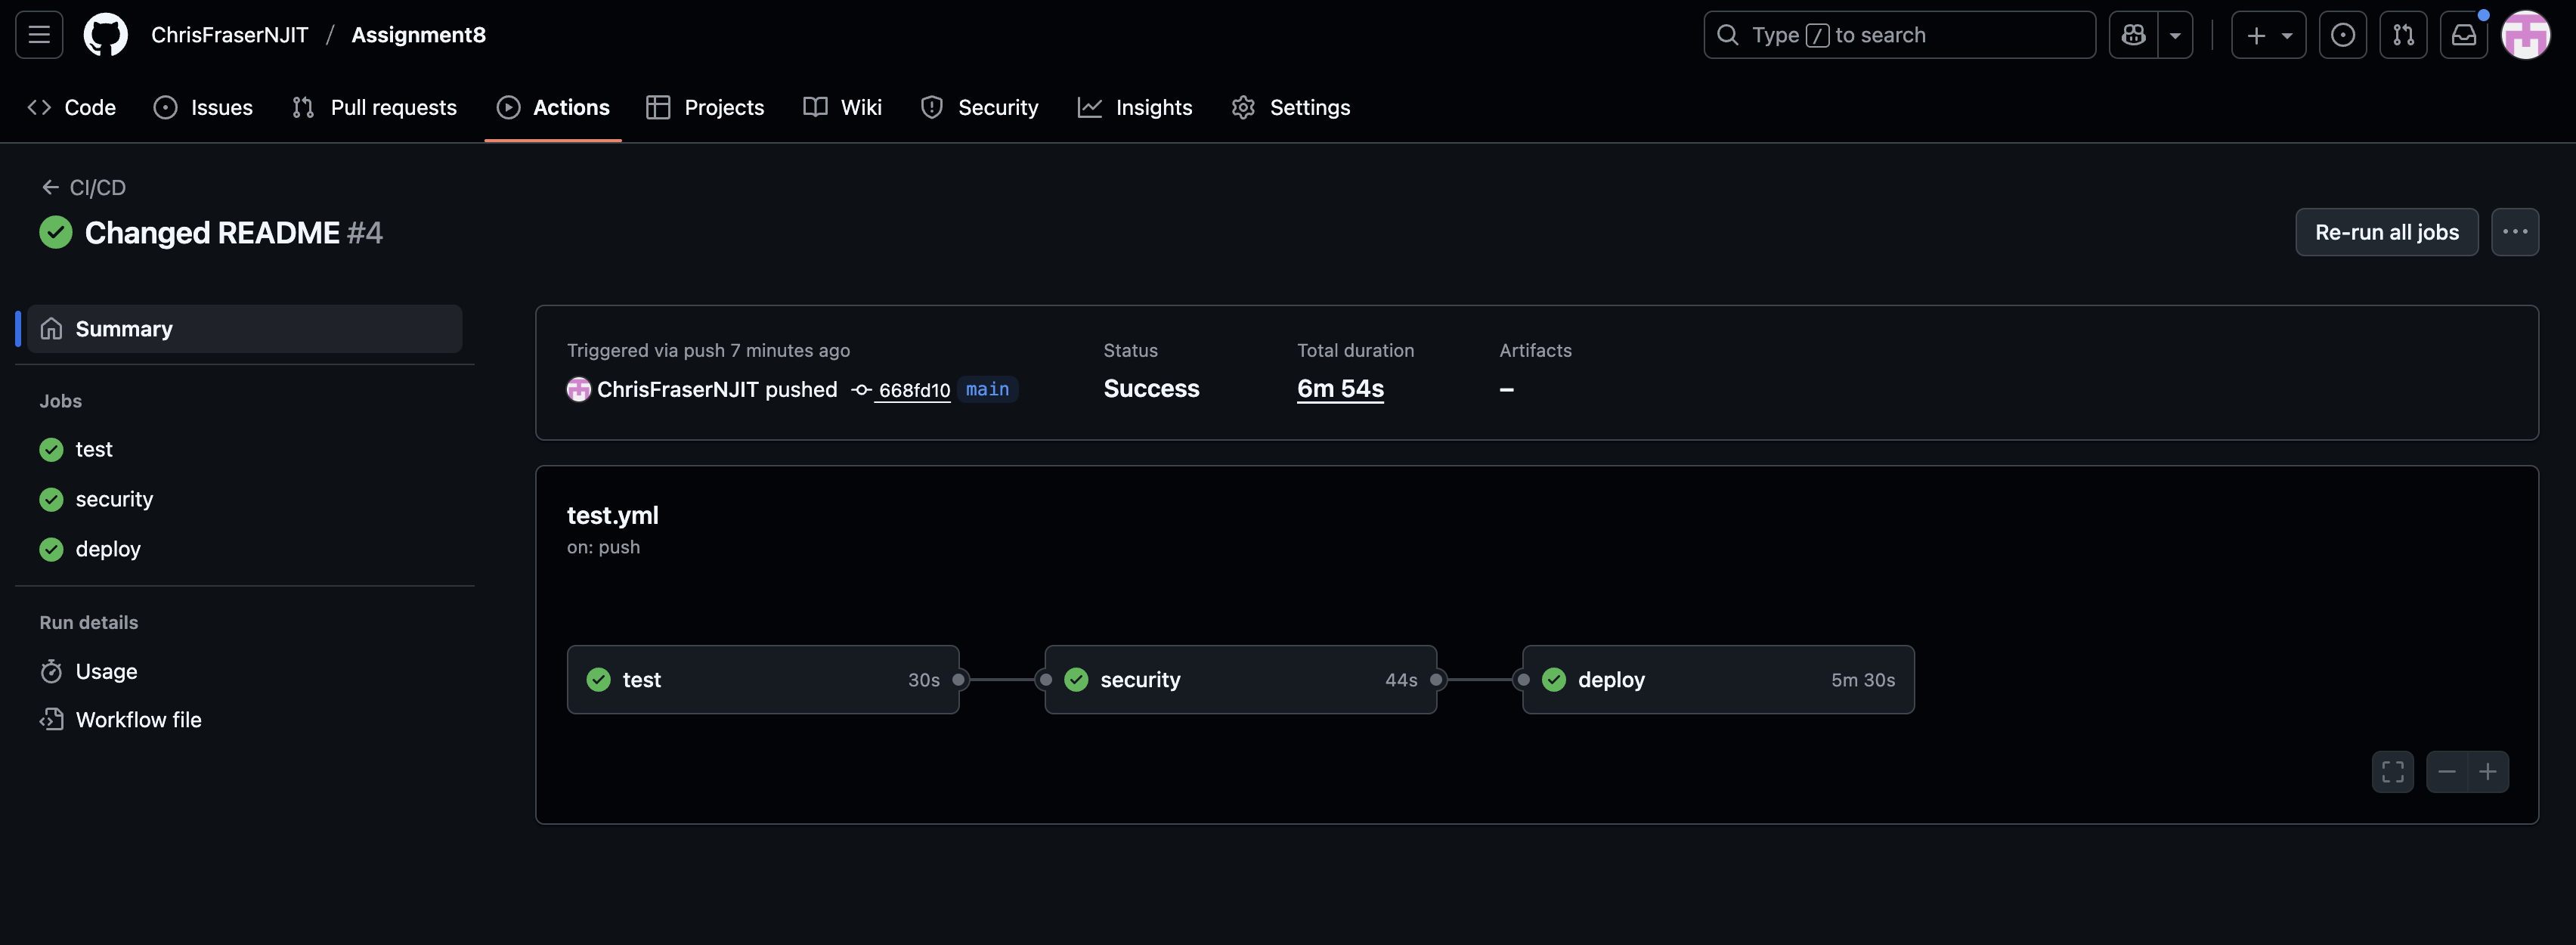 ChrisFraserNJIT / Assignment8
Type / to search
Code Issues Pull requests Actions Projects Wiki Security Insights Settings
CI/CD
Changed README #4
Re-run all jobs
Summary
Jobs
test
security
deploy
Run details
Usage
Workflow file
Triggered via push 7 minutes ago
ChrisFraserNJIT pushed 668fd10 main
Status
Success
Total duration
6m 54s
Artifacts
–
test.yml
on: push
test 30s
security 44s
deploy 5m 30s